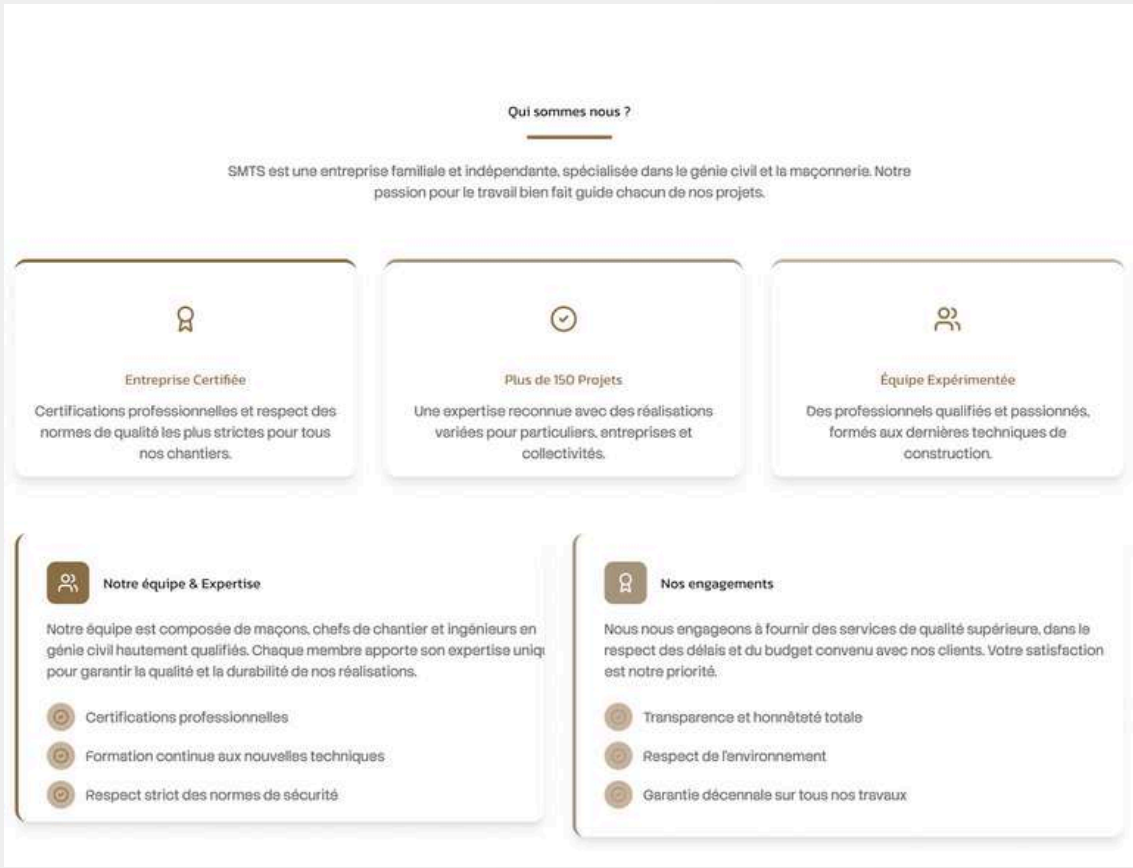 Qui sommes nous ?
SMTS est une entreprise familiale et indépendante, spécialisée dans le génie civil et la maçonnerie. Notre
passion pour le travail bien fait guide chacun de nos projets.
Entreprise Certifiée
Certifications professionnelles et respect des
normes de qualité les plus strictes pour tous
nos chantiers.
Plus de 150 Projets
Une expertise reconnue avec des réalisations
variées pour particuliers, entreprises et
collectivités.
Équipe Expérimentée
Des professionnels qualifiés et passionnés,
formés aux dernières techniques de
construction.
Notre équipe & Expertise
Notre équipe est composée de maçons, chefs de chantier et ingénieurs en
génie civil hautement qualifiés. Chaque membre apporte son expertise uniqu
pour garantir la qualité et la durabilité de nos réalisations.
Certifications professionnelles
Formation continue aux nouvelles techniques
Respect strict des normes de sécurité
Nos engagements
Nous nous engageons à fournir des services de qualité supérieure, dans le
respect des délais et du budget convenu avec nos clients. Votre satisfaction
est notre priorité.
Transparence et honnêteté totale
Respect de l'environnement
Garantie décennale sur tous nos travaux